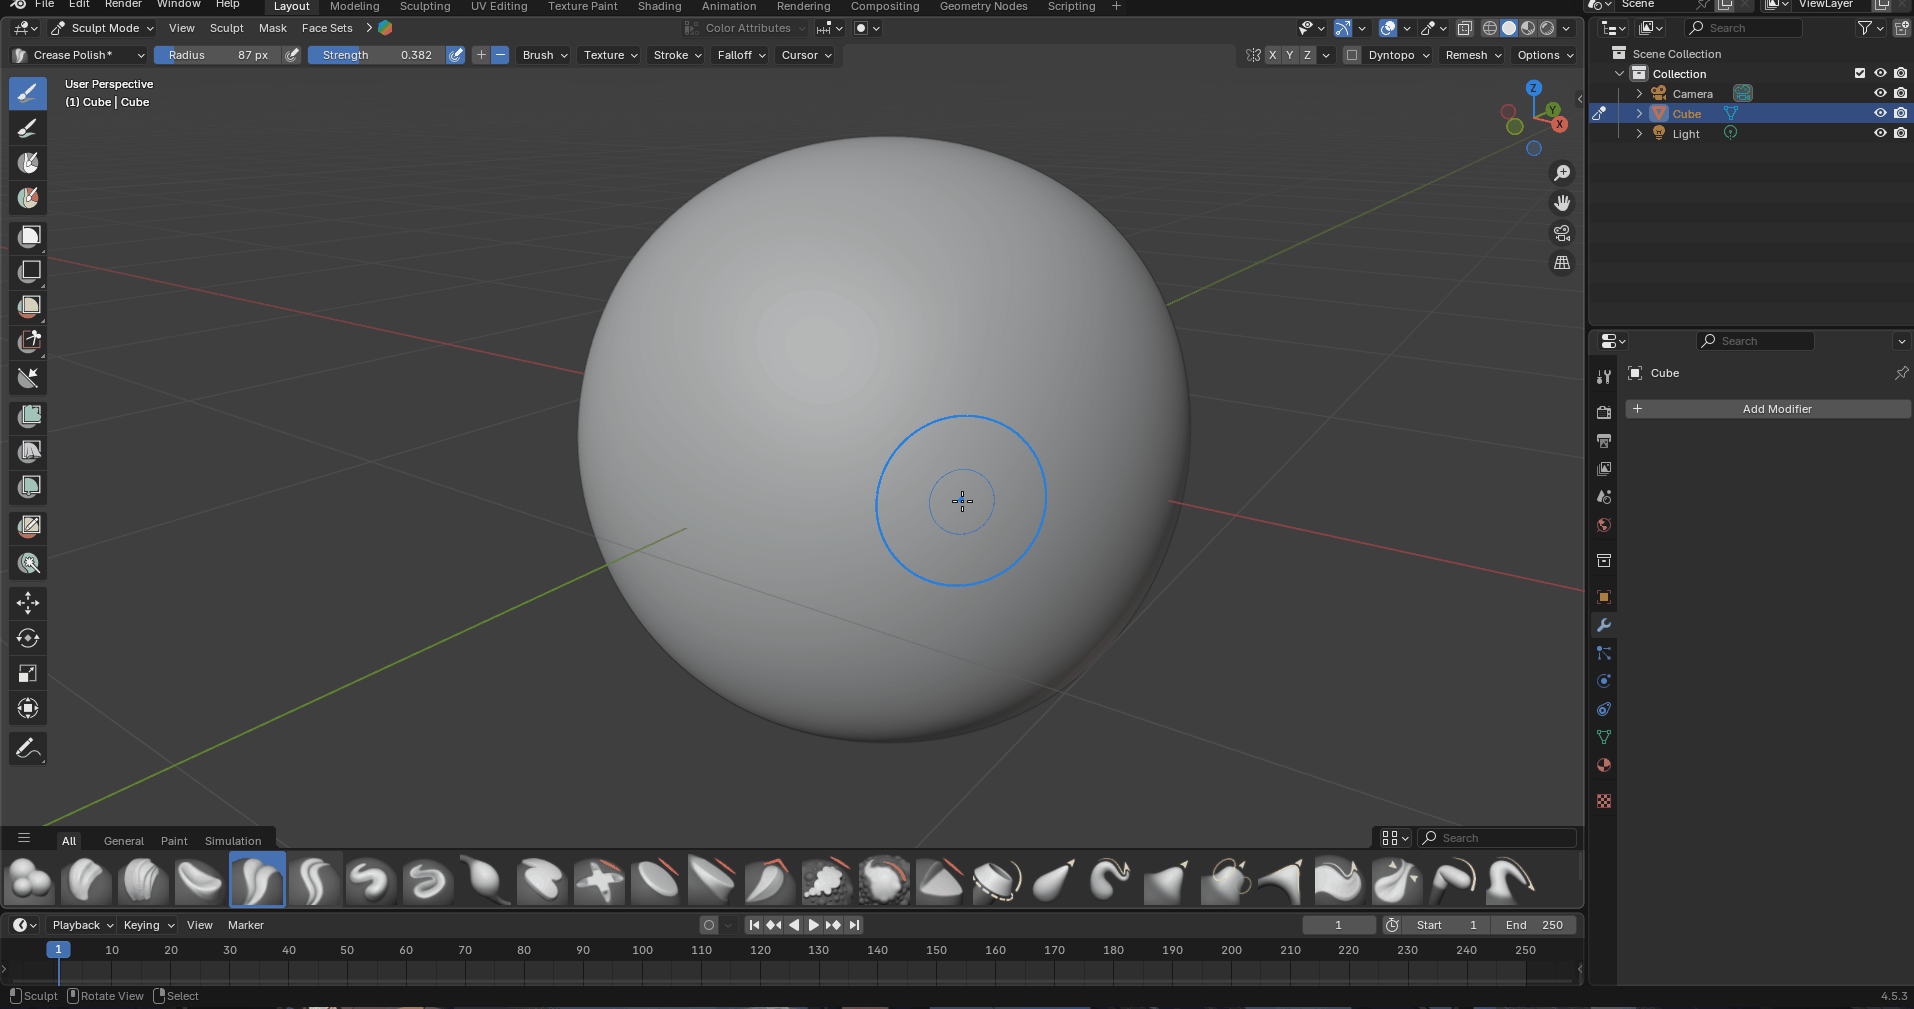 File Edit Render Window Help Layout Modeling Sculpting UV Editing Texture Paint Shading Animation Rendering Compositing Geometry Nodes Scripting + Scene ViewLayer
Sculpt Mode View Sculpt Mask Face Sets Color Attributes Search
Crease Polish* Radius 87 px Strength 0.382 Brush Texture Stroke Falloff Cursor X Y Z Dyntopo Remesh Options
Scene Collection
Collection
Camera
Cube
Light
User Perspective
(1) Cube | Cube
Z
Y
X
Search
Cube
Add Modifier
All General Paint Simulation Search
Playback Keying View Marker 1 Start 1 End 250
1 10 20 30 40 50 60 70 80 90 100 110 120 130 140 150 160 170 180 190 200 210 220 230 240 250
Sculpt Rotate View Select 4.5.3